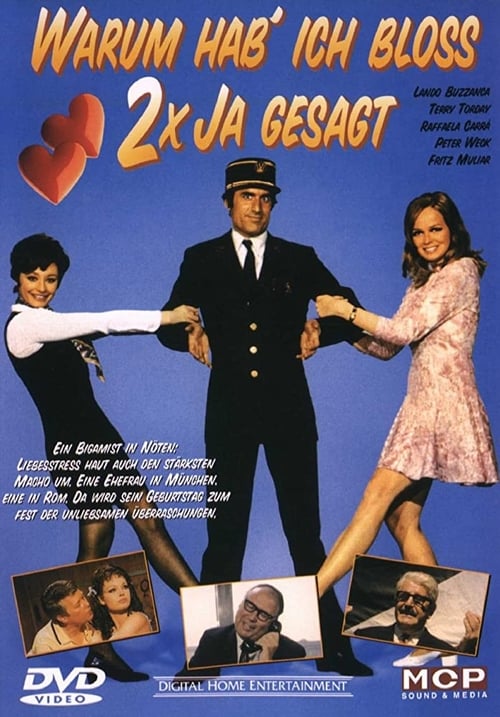 WARUM HAB' ICH BLOSS
2X JA GESAGT
LANDO BUZZANCA
TERRY TORDAY
RAFFAELA CARRÁ
PETER WECK
FRITZ MULIAR
EIN BIGAMIST IN NÖTEN:
LIEBESSTRESS HAUT AUCH DEN STÄRKSTEN
MACHO UM. EINE EHEFRAU IN MÜNCHEN,
EINE IN ROM. DA WIRD SEIN GEBURTSTAG ZUM
FEST DER UNLIEBSAMEN ÜBERRASCHUNGEN.
DVD
VIDEO
DIGITAL HOME ENTERTAINMENT
MCP
SOUND & MEDIA